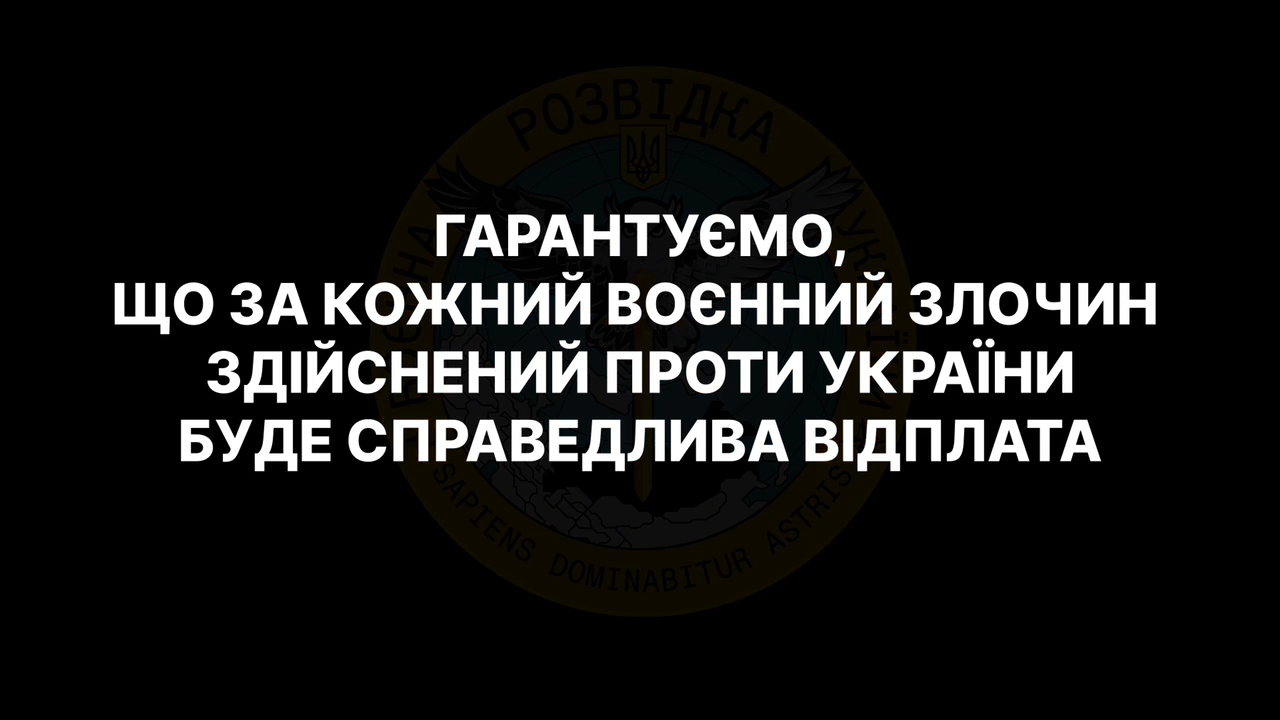 РОЗВІДКА
ГАРАНТУЄМО,
ЩО ЗА КОЖНИЙ ВОЄННИЙ ЗЛОЧИН
ЗДІЙСНЕНИЙ ПРОТИ УКРАЇНИ
БУДЕ СПРАВЕДЛИВА ВІДПЛАТА
SAPIENS DOMINABITUR ASTRIS